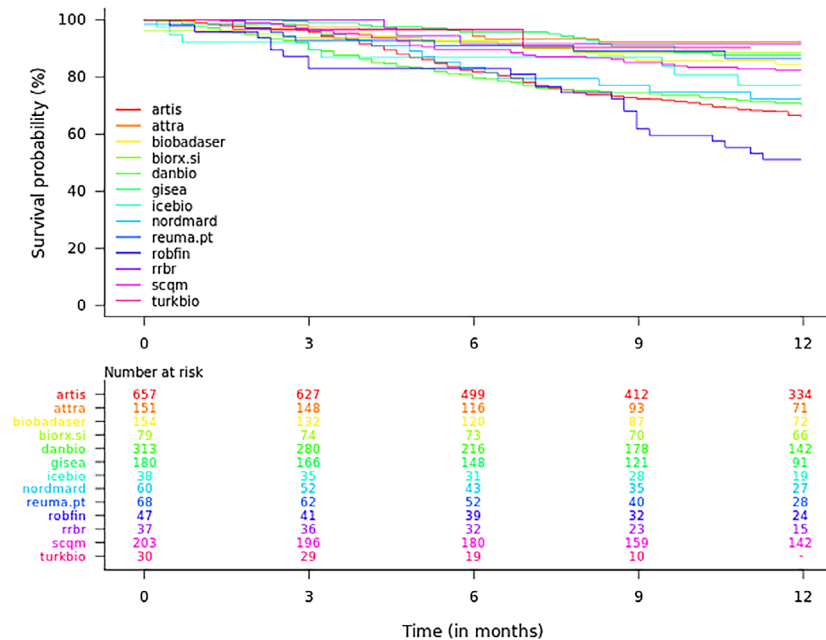 100
80
60
40
20
0
Survival probability (%)
artis
attra
biobadaser
biorx.si
danbio
gisea
icebio
nordmard
reuma.pt
robfin
rrbr
scqm
turkbio
0 3 6 9 12
Number at risk
artis 657 627 499 412 334
attra 151 148 116 93 71
biobadaser 154 132 120 87 72
biorx.si 79 74 73 70 66
danbio 313 280 216 178 142
gisea 180 166 148 121 91
icebio 38 35 31 28 19
nordmard 60 52 43 35 27
reuma.pt 68 62 52 40 28
robfin 47 41 39 32 24
rrbr 37 36 32 23 15
scqm 203 196 180 159 142
turkbio 30 29 19 10 -
0 3 6 9 12
Time (in months)